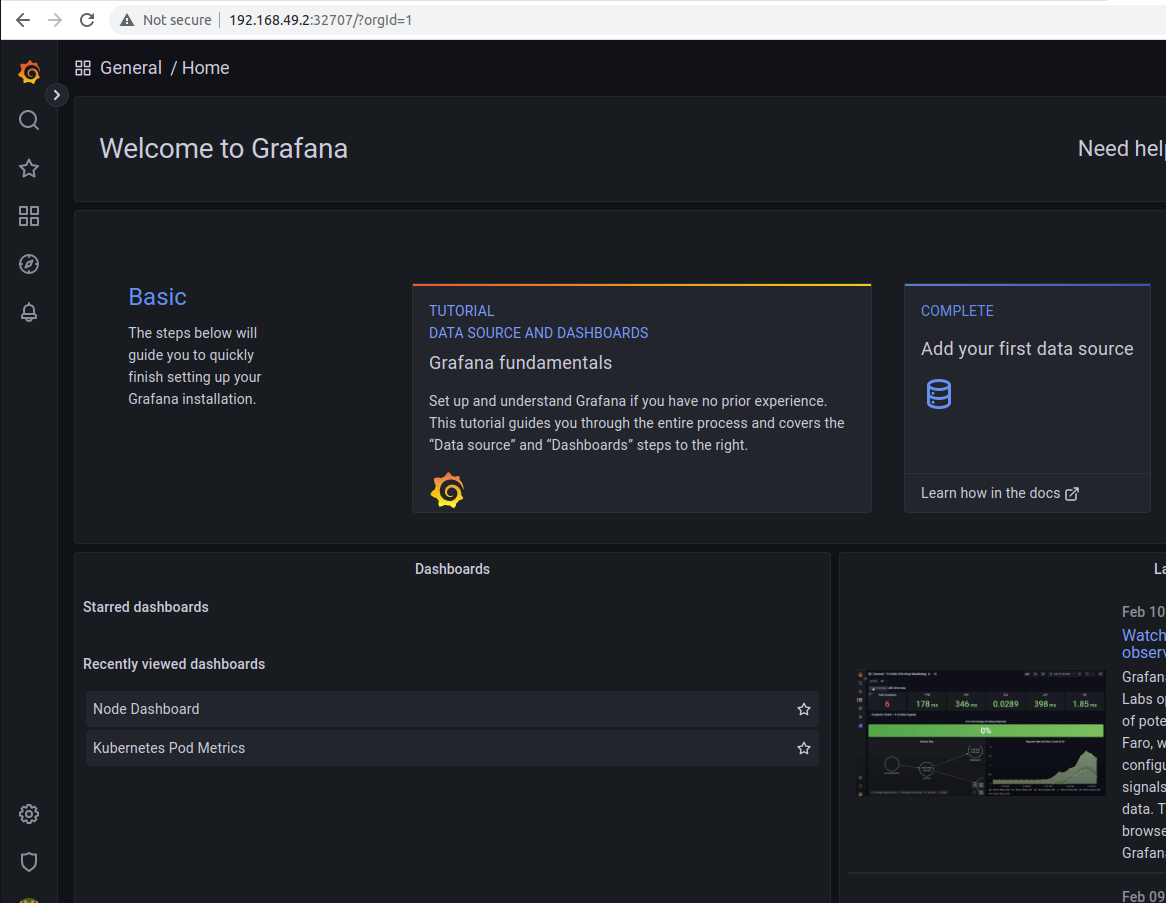 Not secure
192.168.49.2:32707/?orgId=1
General / Home
Welcome to Grafana
Need help
Basic
The steps below will
guide you to quickly
finish setting up your
Grafana installation.
TUTORIAL
DATA SOURCE AND DASHBOARDS
Grafana fundamentals
Set up and understand Grafana if you have no prior experience.
This tutorial guides you through the entire process and covers the
“Data source” and “Dashboards” steps to the right.
COMPLETE
Add your first data source
Learn how in the docs
Dashboards
Starred dashboards
Recently viewed dashboards
Node Dashboard
Kubernetes Pod Metrics
La
Feb 10
Watch
observ
Grafana
Labs op
of pote
Faro, w
configu
signals
data. T
browse
Grafana
6
178 ms
346 ms
0.0289
398 ms
1.85 ms
0%
Feb 09